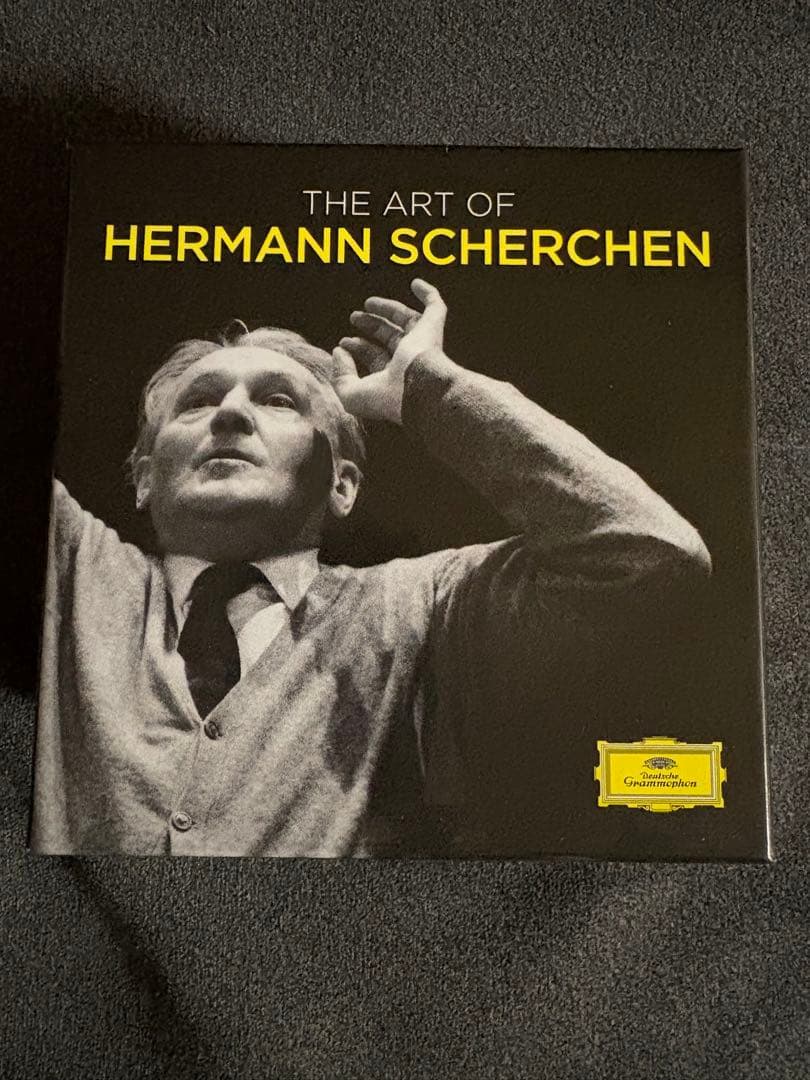 THE ART OF
HERMANN SCHERCHEN
Deutsche
Grammophon